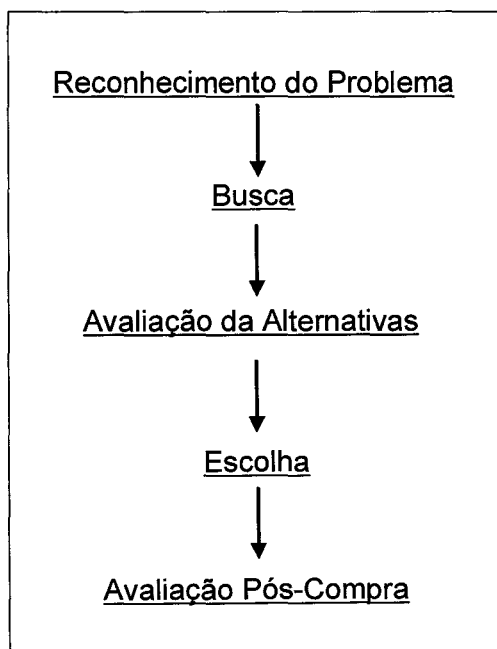 Reconhecimento do Problema
Busca
Avaliação da Alternativas
Escolha
Avaliação Pós-Compra